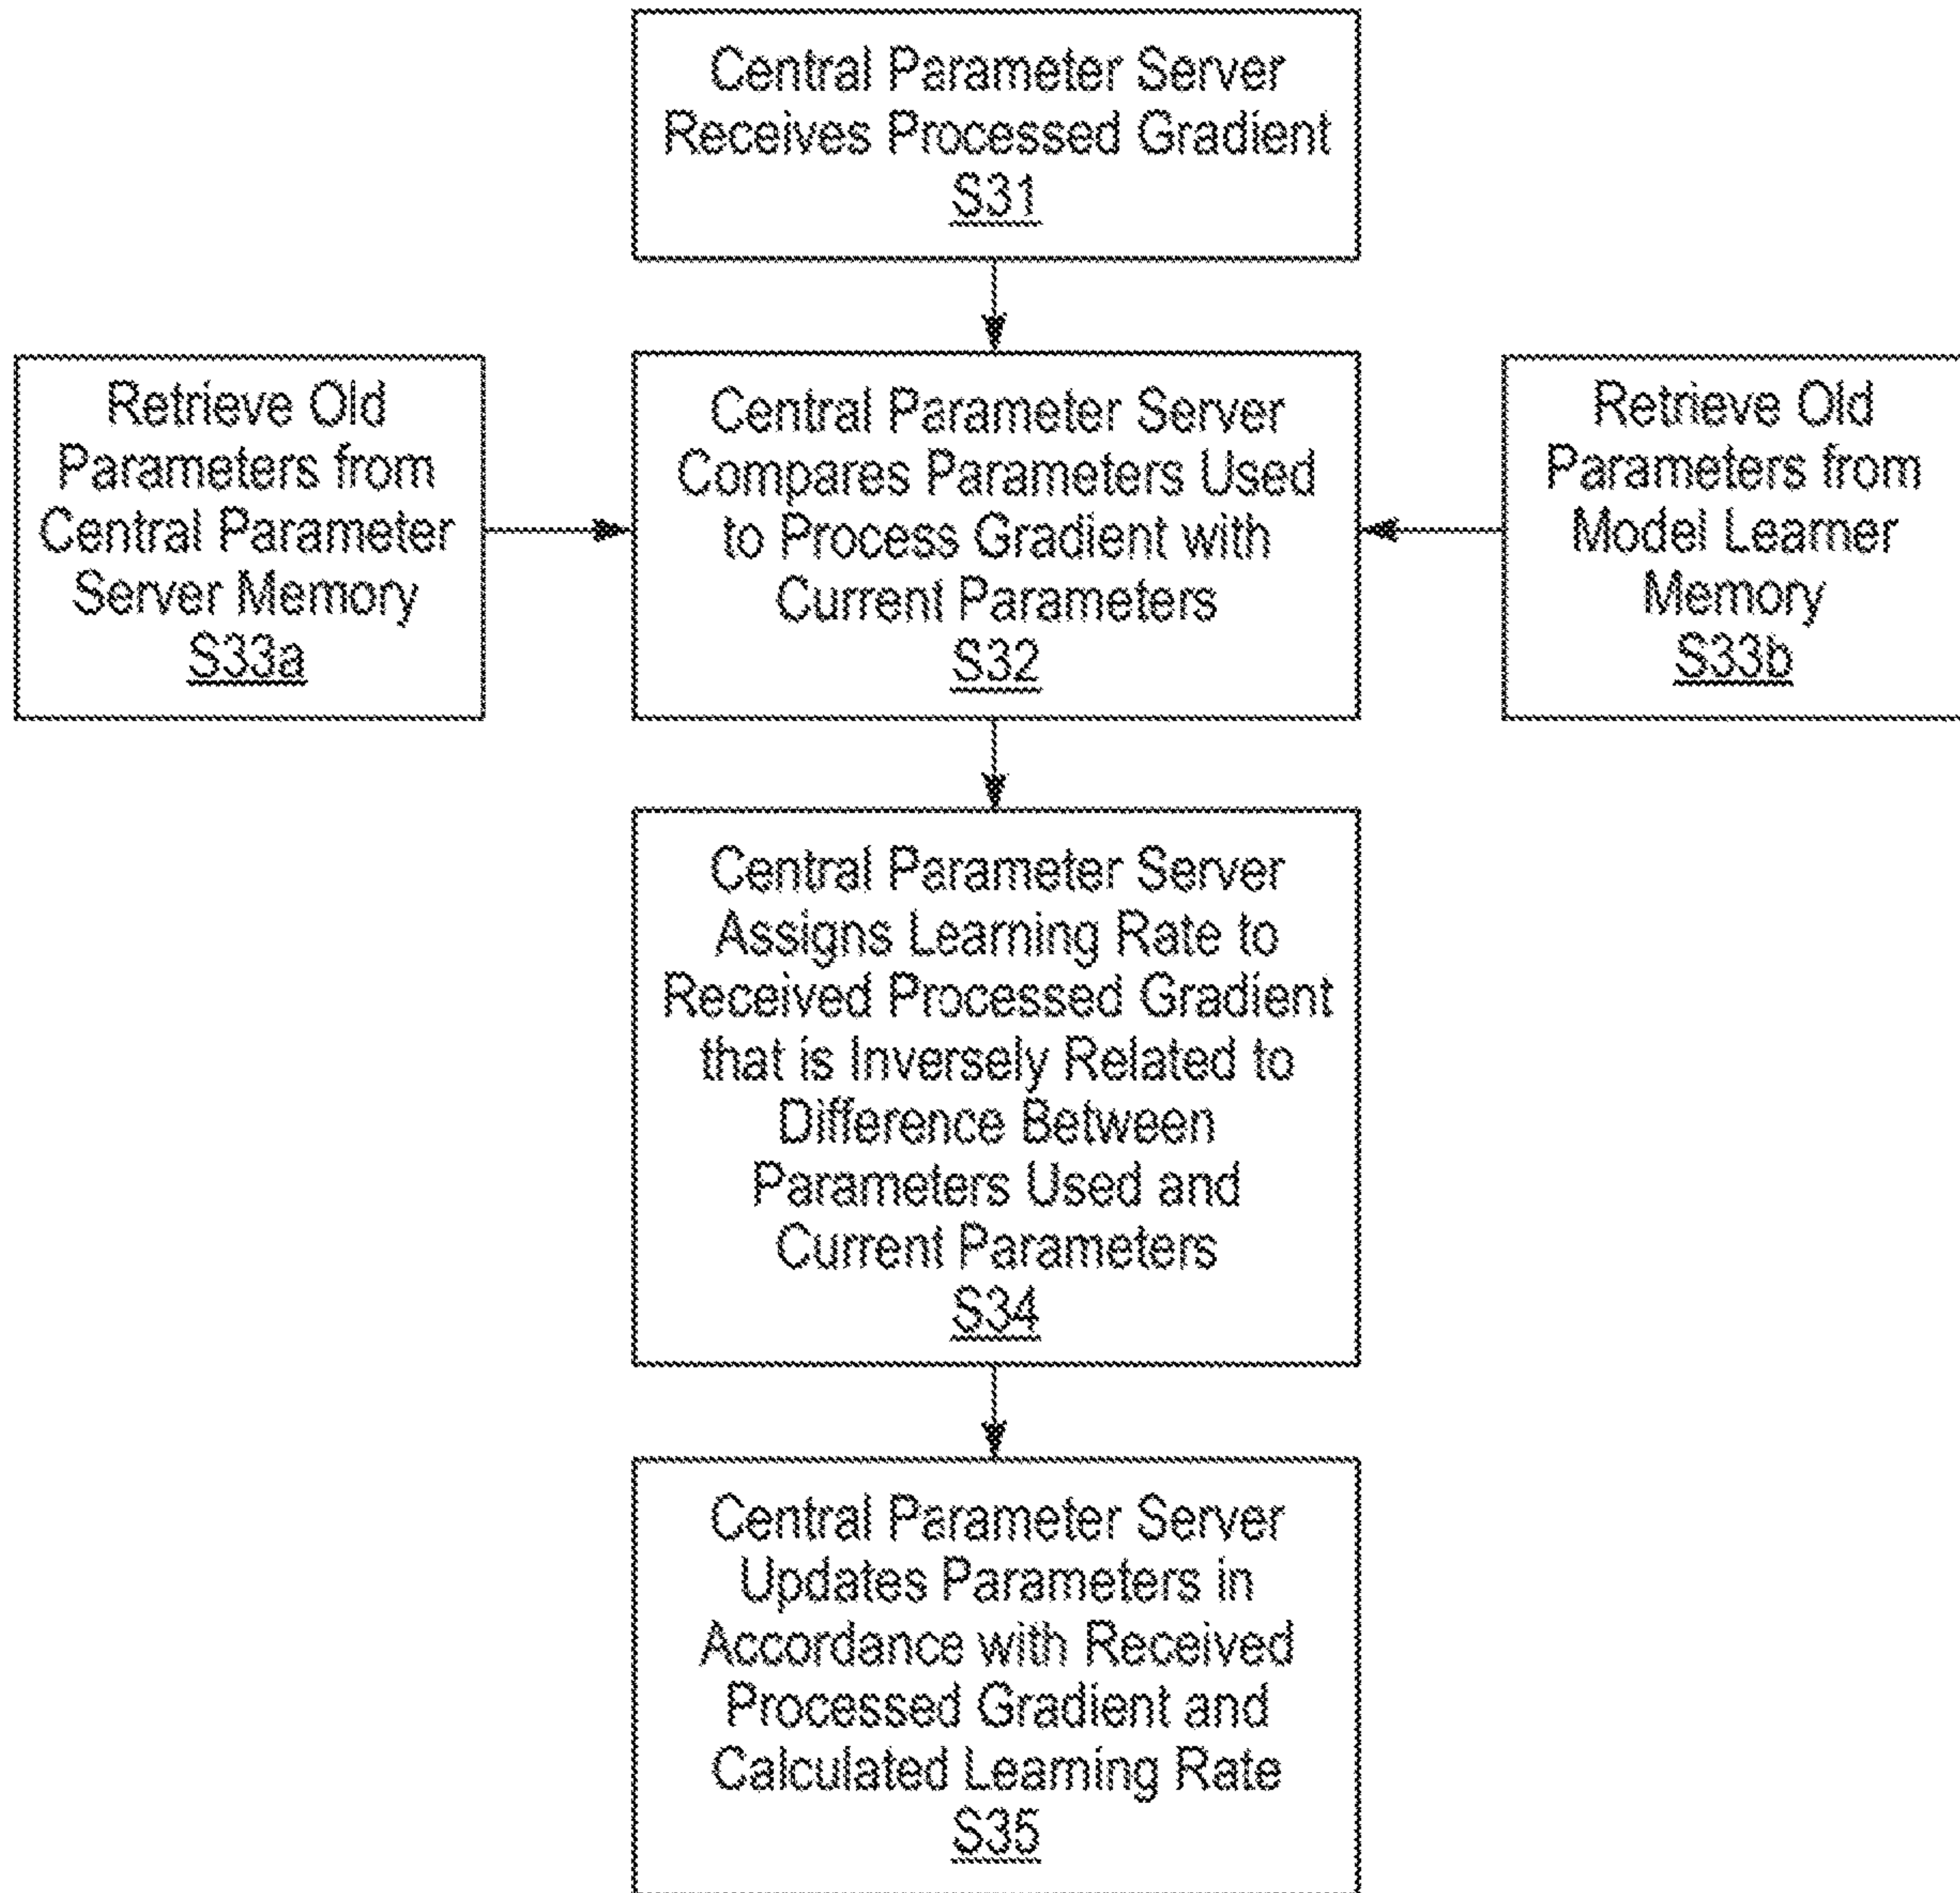 Central Parameter Server
Receives Processed Gradient
S31
Retrieve Old
Parameters from
Central Parameter
Server Memory
S33a
Central Parameter Server
Compares Parameters Used
to Process Gradient with
Current Parameters
S32
Retrieve Old
Parameters from
Model Learner
Memory
S33b
Central Parameter Server
Assigns Learning Rate to
Received Processed Gradient
that is Inversely Related to
Difference Between
Parameters Used and
Current Parameters
S34
Central Parameter Server
Updates Parameters in
Accordance with Received
Processed Gradient and
Calculated Learning Rate
S35